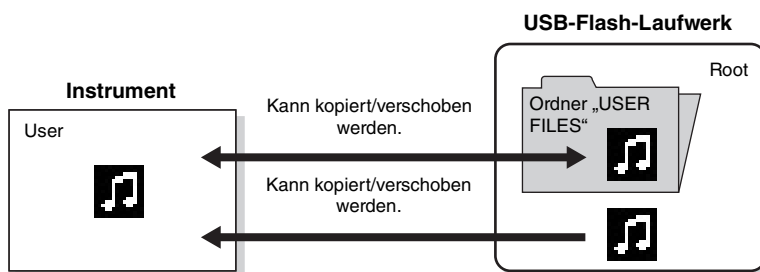 USB-Flash-Laufwerk
Root
Instrument
Ordner „USER
FILES“
Kann kopiert/verschoben
werden.
User
Kann kopiert/verschoben
werden.